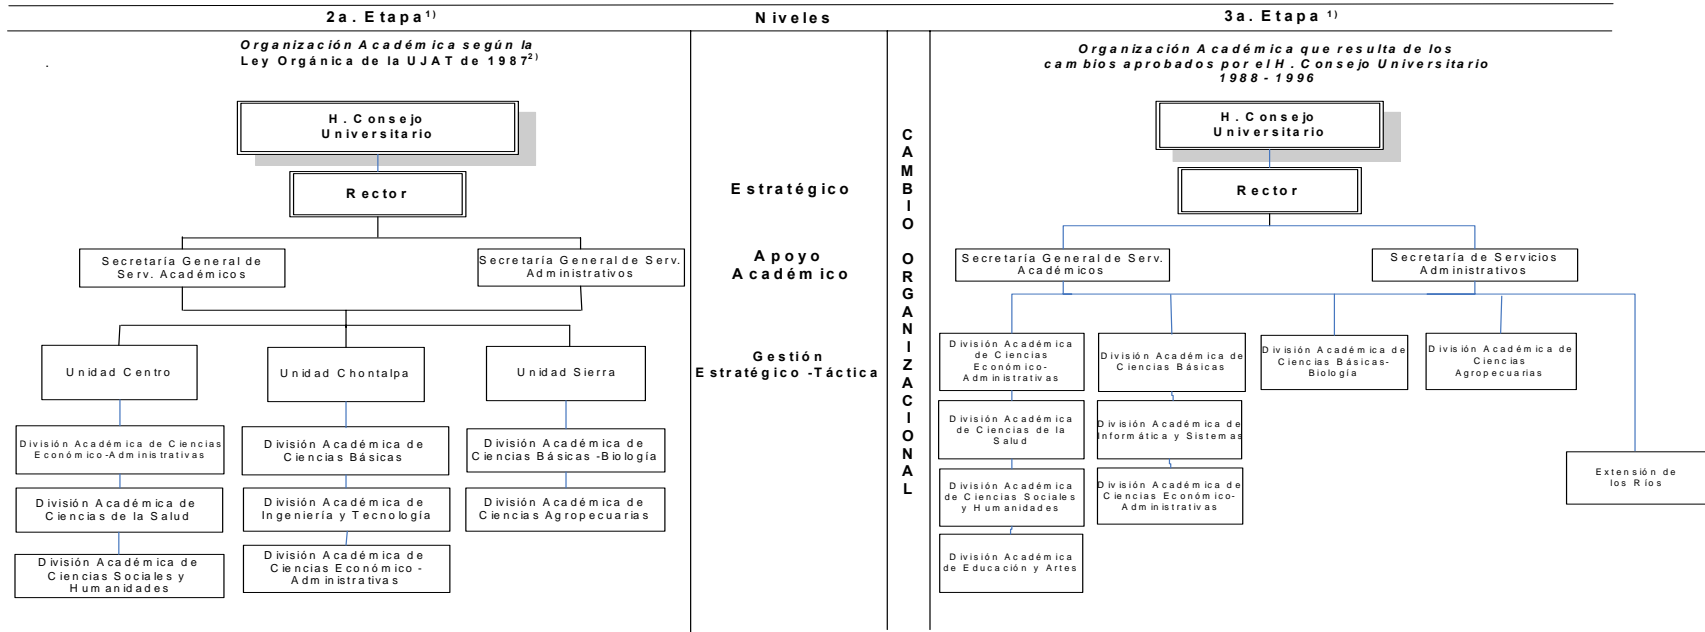 2a. Etapa 1)
Niveles
3a. Etapa 1)
Organización Académica según la
Ley Orgánica de la UJAT de 1987 2)
.
H. Consejo
Universitario
Rector
Secretaría General de
Serv. Académicos
Secretaría General de Serv.
Administrativos
Unidad Centro
Unidad Chontalpa
Unidad Sierra
División Académica de Ciencias
Económico-Administrativas
División Académica de
Ciencias de la Salud
División Académica de
Ciencias Sociales y
Humanidades
División Académica de
Ciencias Básicas
División Académica de
Ingeniería y Tecnología
División Académica de
Ciencias Económico-
Administrativas
División Académica de
Ciencias Básicas -Biología
División Académica de
Ciencias Agropecuarias
Estratégico
Apoyo
Académico
Gestión
Estratégico -Táctica
CAMBIO ORGANIZACIONAL
Organización Académica que resulta de los
cambios aprobados por el H. Consejo Universitario
1988 - 1996
H. Consejo
Universitario
Rector
Secretaría General de Serv.
Académicos
Secretaría de Servicios
Administrativos
División Académica
de Ciencias
Económico-
Administrativas
División Académica
de Ciencias de la
Salud
División Académica
de Ciencias Sociales
y Humanidades
División Académica
de Educación y Artes
División Académica de
Ciencias Básicas
División Académica de
Informática y Sistemas
División Académica de
Ciencias Económico-
Administrativas
División Académica de
Ciencias Básicas-
Biología
División Académica de
Ciencias
Agropecuarias
Extensión de
los Ríos